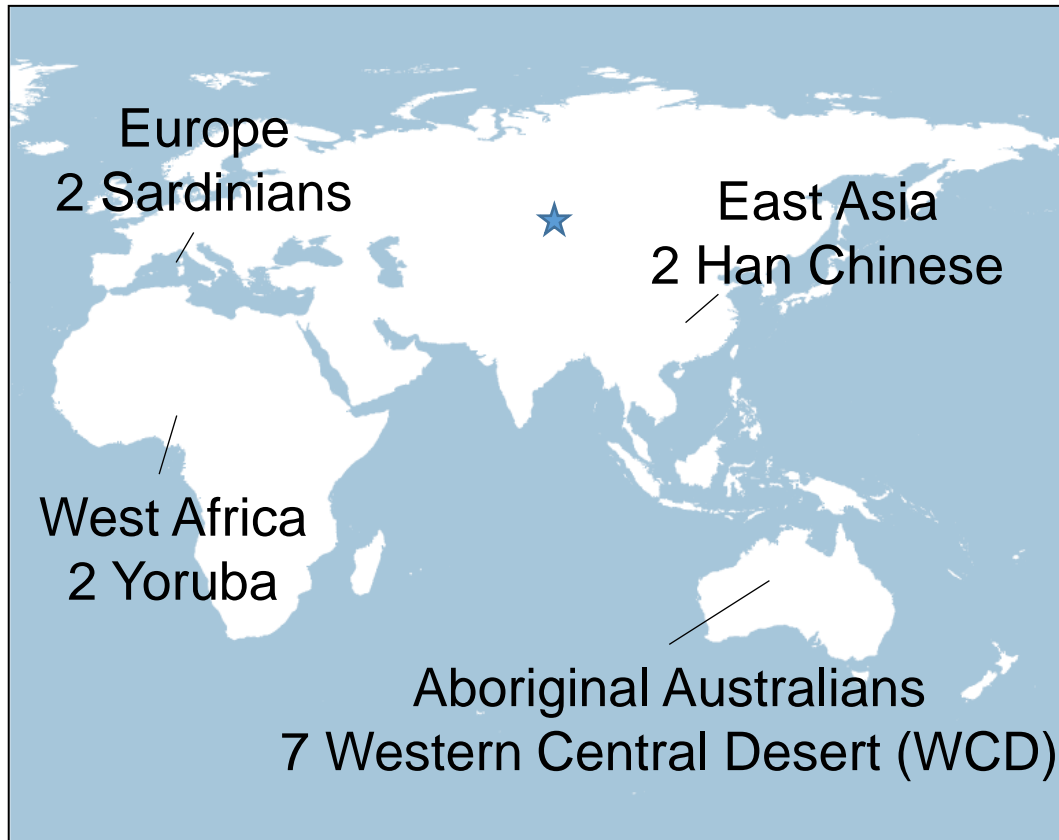 Europe
2 Sardinians
East Asia
2 Han Chinese
West Africa
2 Yoruba
Aboriginal Australians
7 Western Central Desert (WCD)